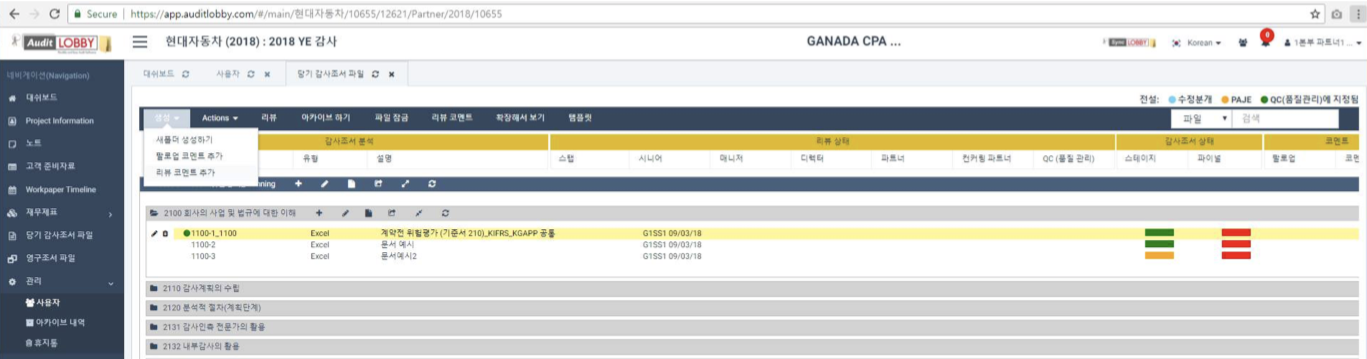 Secure https://app.auditlobby.com/#/main/현대자동차/10655/12621/Partner/2018/10655
Audit LOBBY 현대자동차 (2018) : 2018 YE 감사 GANADA CPA ... LOBBY Korean 8 1본부 파트너1...
네비게이션(Navigation) 대쉬보드 사용자 당기 감사조서 파일
대쉬보드 전설: 수정분개 PAJE QC(품질관리)에 지정됨
Project Information 생성 Actions 리뷰 아카이브 하기 파일 잠금 리뷰 코멘트 확장해서 보기 템플릿 파일 검색
노트 새폴더 생성하기 감사조서 분석 리뷰 상태 감사조서 상태 코멘트
고객 준비자료 팔로업 코멘트 추가 유형 설명 스텝 시니어 매니저 디렉터 파트너 컨커링 파트너 QC (품질 관리) 스테이지 파이널 팔로업 코멘
리뷰 코멘트 추가
Workpaper Timeline nning
재무제표 2100 회사의 사업 및 법규에 대한 이해
당기 감사조서 파일 1100-1_1100 Excel 계약전 위험평가 (기준서 210)_KIFRS_KGAPP 공통 G1SS1 09/03/18
1100-2 Excel 문서 예시 G1SS1 09/03/18
영구조서 파일 1100-3 Excel 문서예시2 G1SS1 09/03/18
관리 2110 감사계획의 수립
사용자 2120 분석적 절차(계획단계)
아카이브 내역 2131 감사인측 전문가의 활용
휴지통 2132 내부감사의 활용